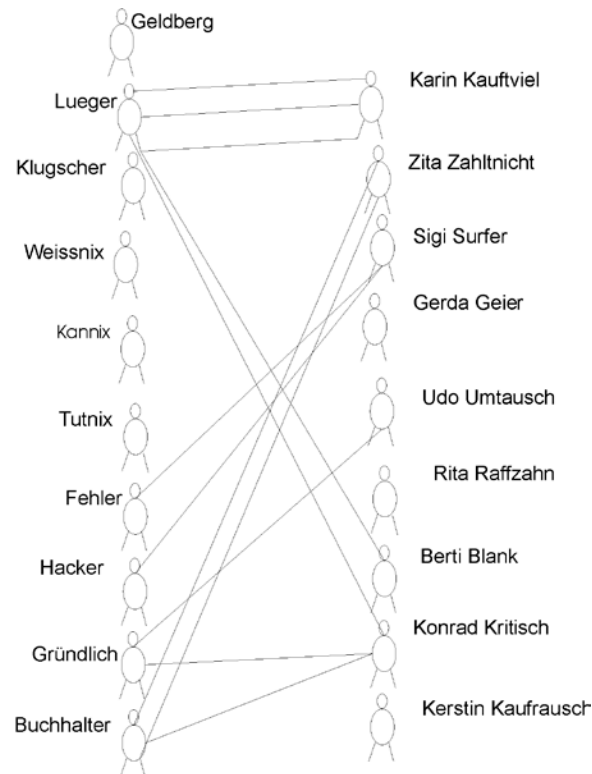 Geldberg
Lueger
Klugscher
Weissnix
Kannix
Tutnix
Fehler
Hacker
Gründlich
Buchhalter
Karin Kauftviel
Zita Zahltnicht
Sigi Surfer
Gerda Geier
Udo Umtausch
Rita Raffzahn
Berti Blank
Konrad Kritisch
Kerstin Kaufrausch